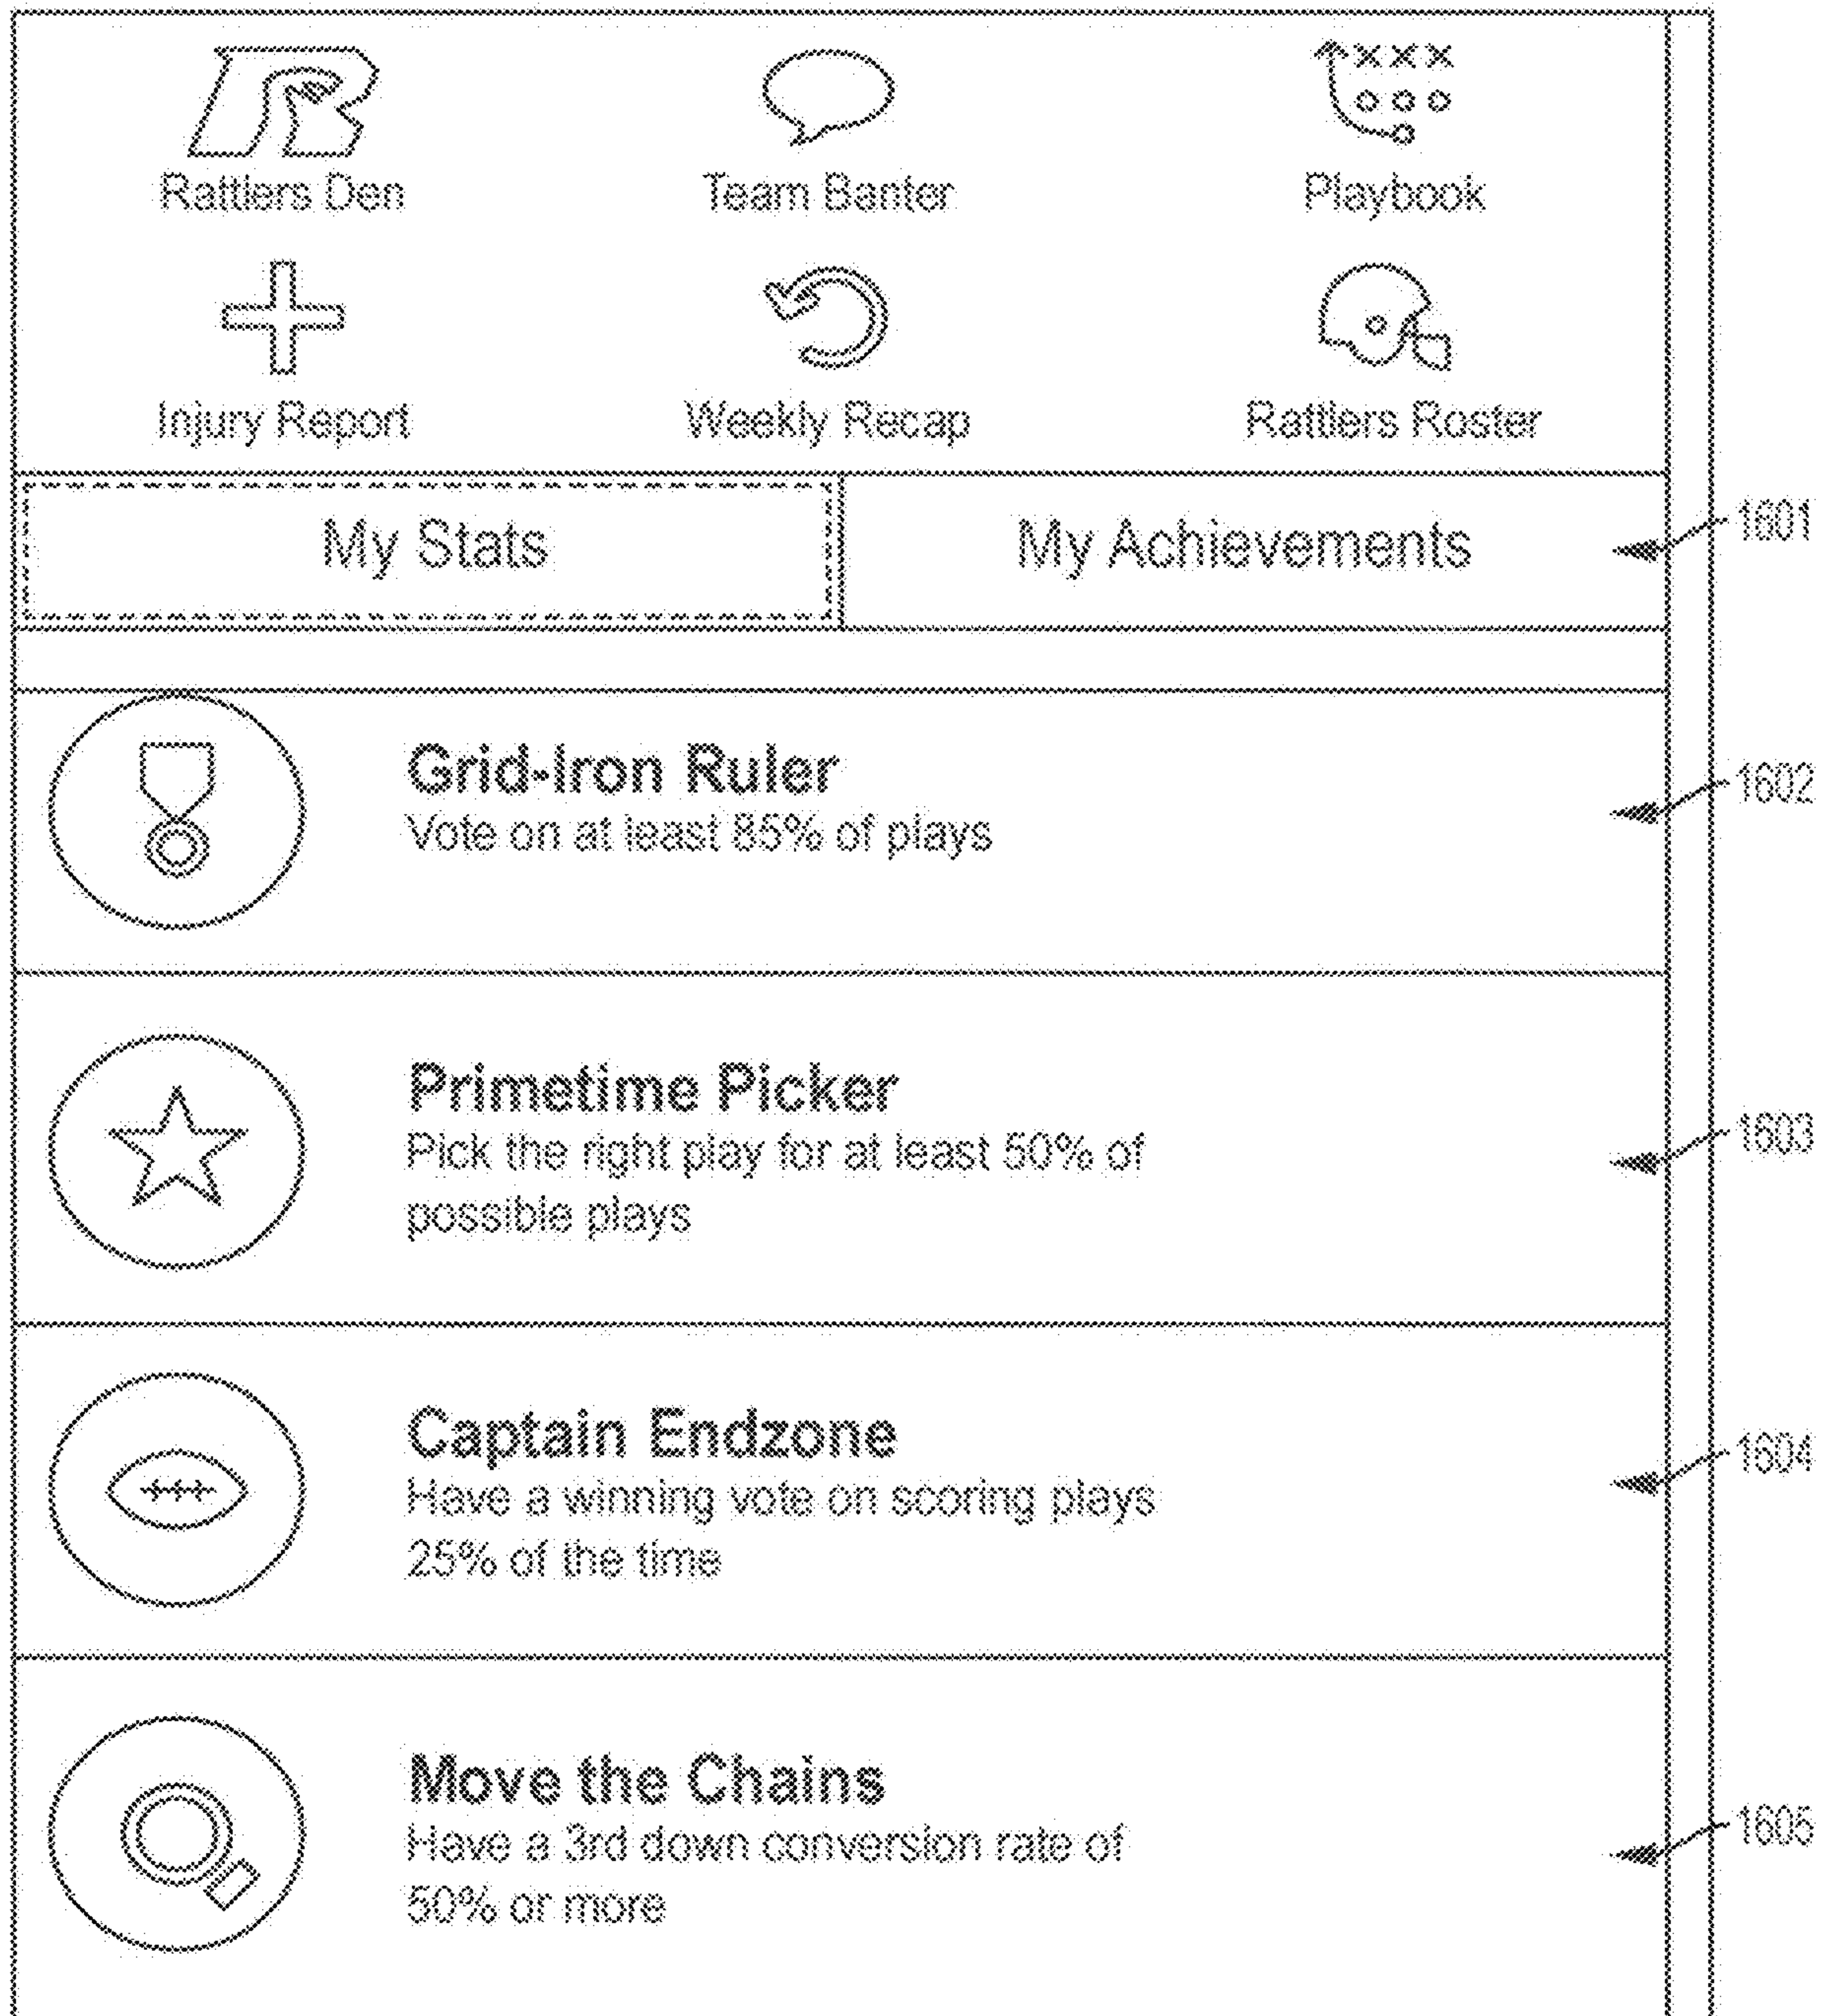 Rattlers Den Team Banter Playbook
Injury Report Weekly Recap Rattlers Roster
My Stats My Achievements 1601
Grid-Iron Ruler 1602
Vote on at least 85% of plays
Primetime Picker
Pick the right play for at least 50% of 1603
possible plays
Captain Endzone 1604
Have a winning vote on scoring plays
25% of the time
Move the Chains
Have a 3rd down conversion rate of 1605
50% or more